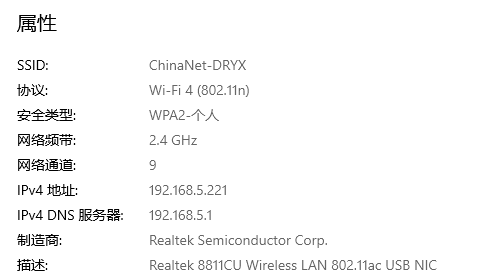 属性
SSID: ChinaNet-DRYX
协议: Wi-Fi 4 (802.11n)
安全类型: WPA2-个人
网络频带: 2.4 GHz
网络通道: 9
IPv4 地址: 192.168.5.221
IPv4 DNS 服务器: 192.168.5.1
制造商: Realtek Semiconductor Corp.
描述: Realtek 8811CU Wireless LAN 802.11ac USB NIC